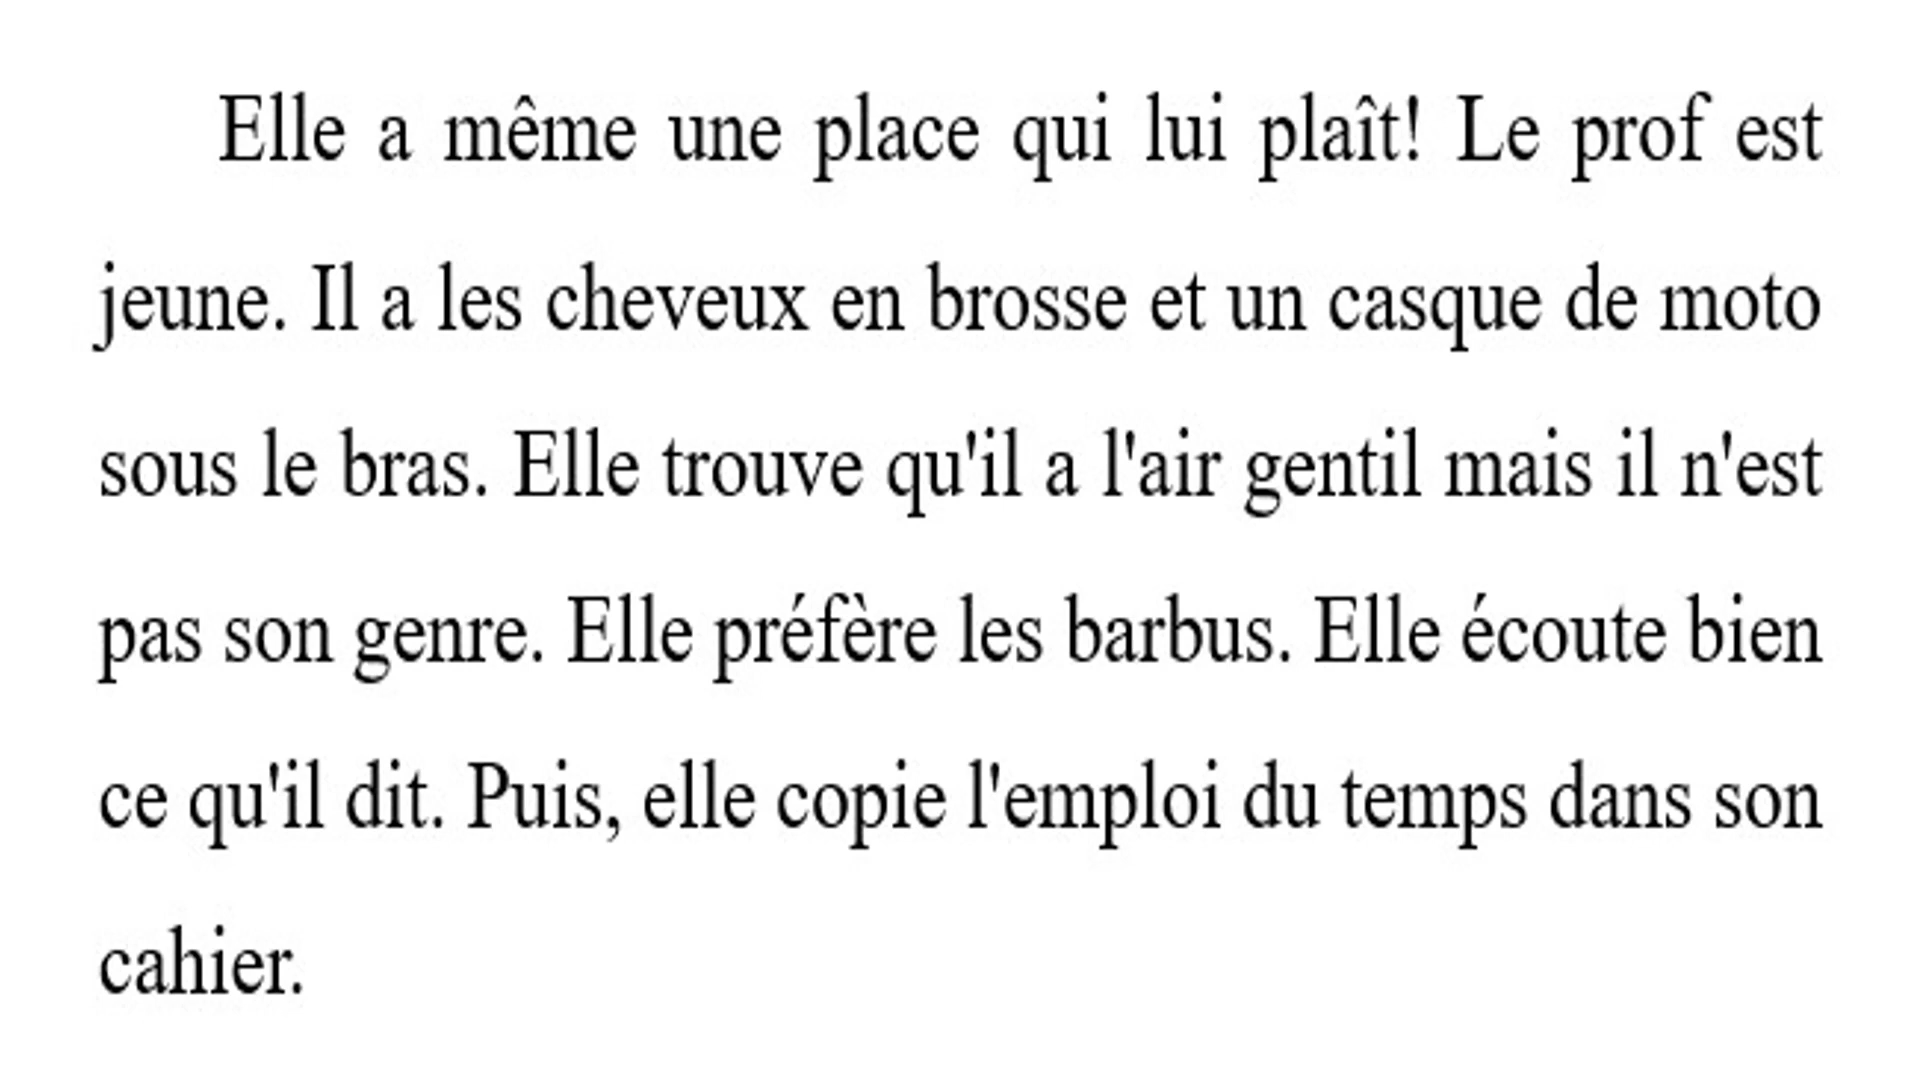 Elle a même une place qui lui plaît! Le prof est
jeune. Il a les cheveux en brosse et un casque de moto
sous le bras. Elle trouve qu'il a l'air gentil mais il n'est
pas son genre. Elle préfère les barbus. Elle écoute bien
ce qu'il dit. Puis, elle copie l'emploi du temps dans son
cahier.